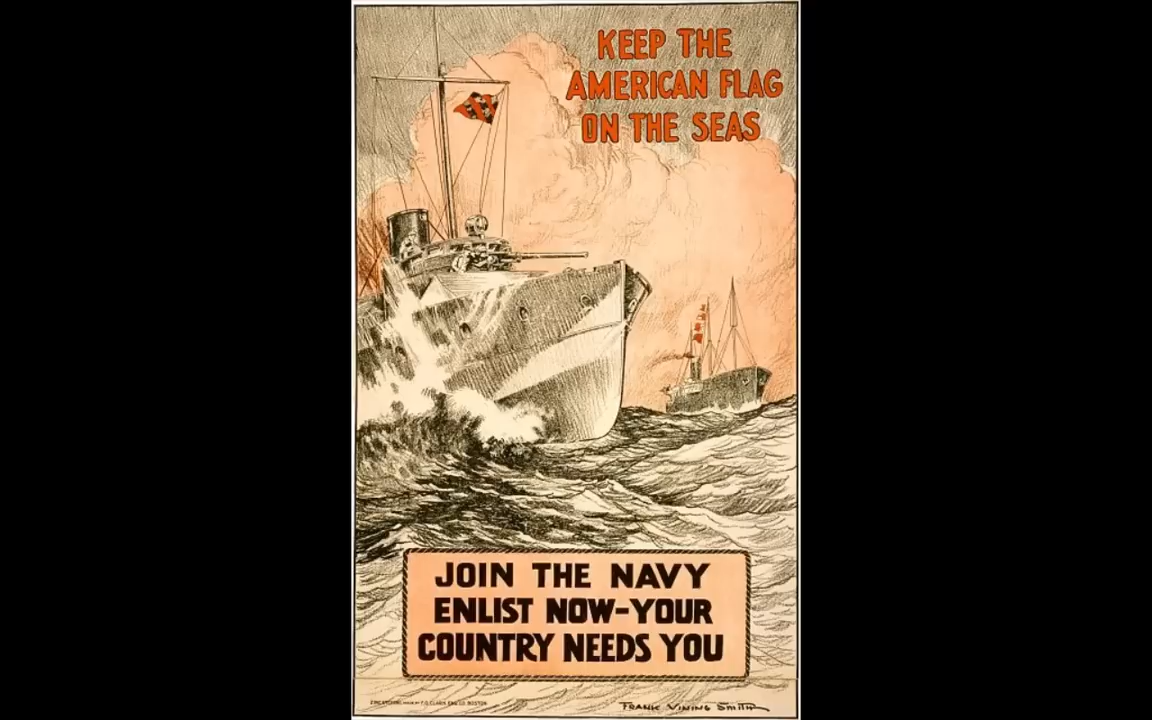 KEEP THE
AMERICAN FLAG
ON THE SEAS
JOIN THE NAVY
ENLIST NOW-YOUR
COUNTRY NEEDS YOU
FRANK VINING SMITH